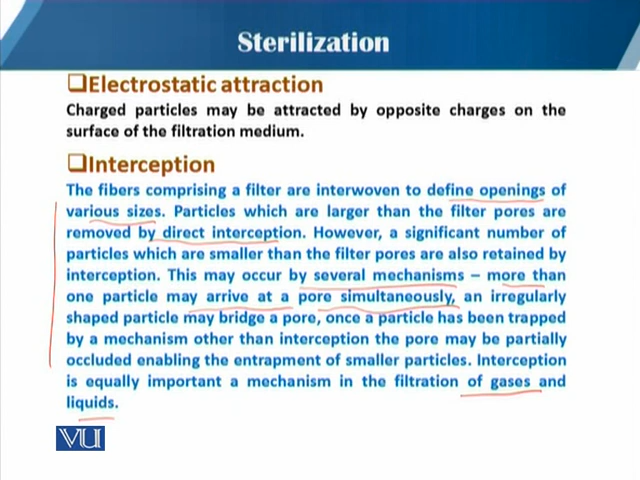 Sterilization
❑Electrostatic attraction
Charged particles may be attracted by opposite charges on the
surface of the filtration medium.
❑Interception
The fibers comprising a filter are interwoven to define openings of
various sizes. Particles which are larger than the filter pores are
removed by direct interception. However, a significant number of
particles which are smaller than the filter pores are also retained by
interception. This may occur by several mechanisms – more than
one particle may arrive at a pore simultaneously, an irregularly
shaped particle may bridge a pore, once a particle has been trapped
by a mechanism other than interception the pore may be partially
occluded enabling the entrapment of smaller particles. Interception
is equally important a mechanism in the filtration of gases and
liquids.
VU